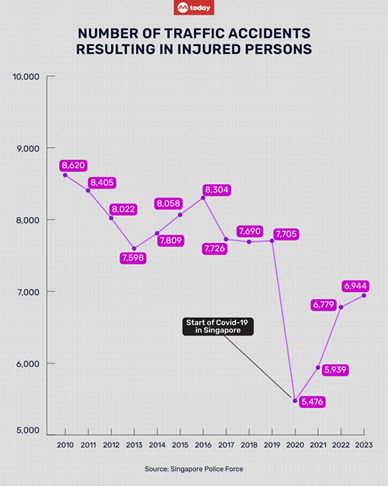 today
NUMBER OF TRAFFIC ACCIDENTS
RESULTING IN INJURED PERSONS
10,000
9,000
8,000
7,000
6,000
5,000
8,620
8,405
8,022
7,598
7,809
8,058
8,304
7,726
7,690
7,705
5,476
5,939
6,779
6,944
Start of Covid-19
in Singapore
2010 2011 2012 2013 2014 2015 2016 2017 2018 2019 2020 2021 2022 2023
Source: Singapore Police Force